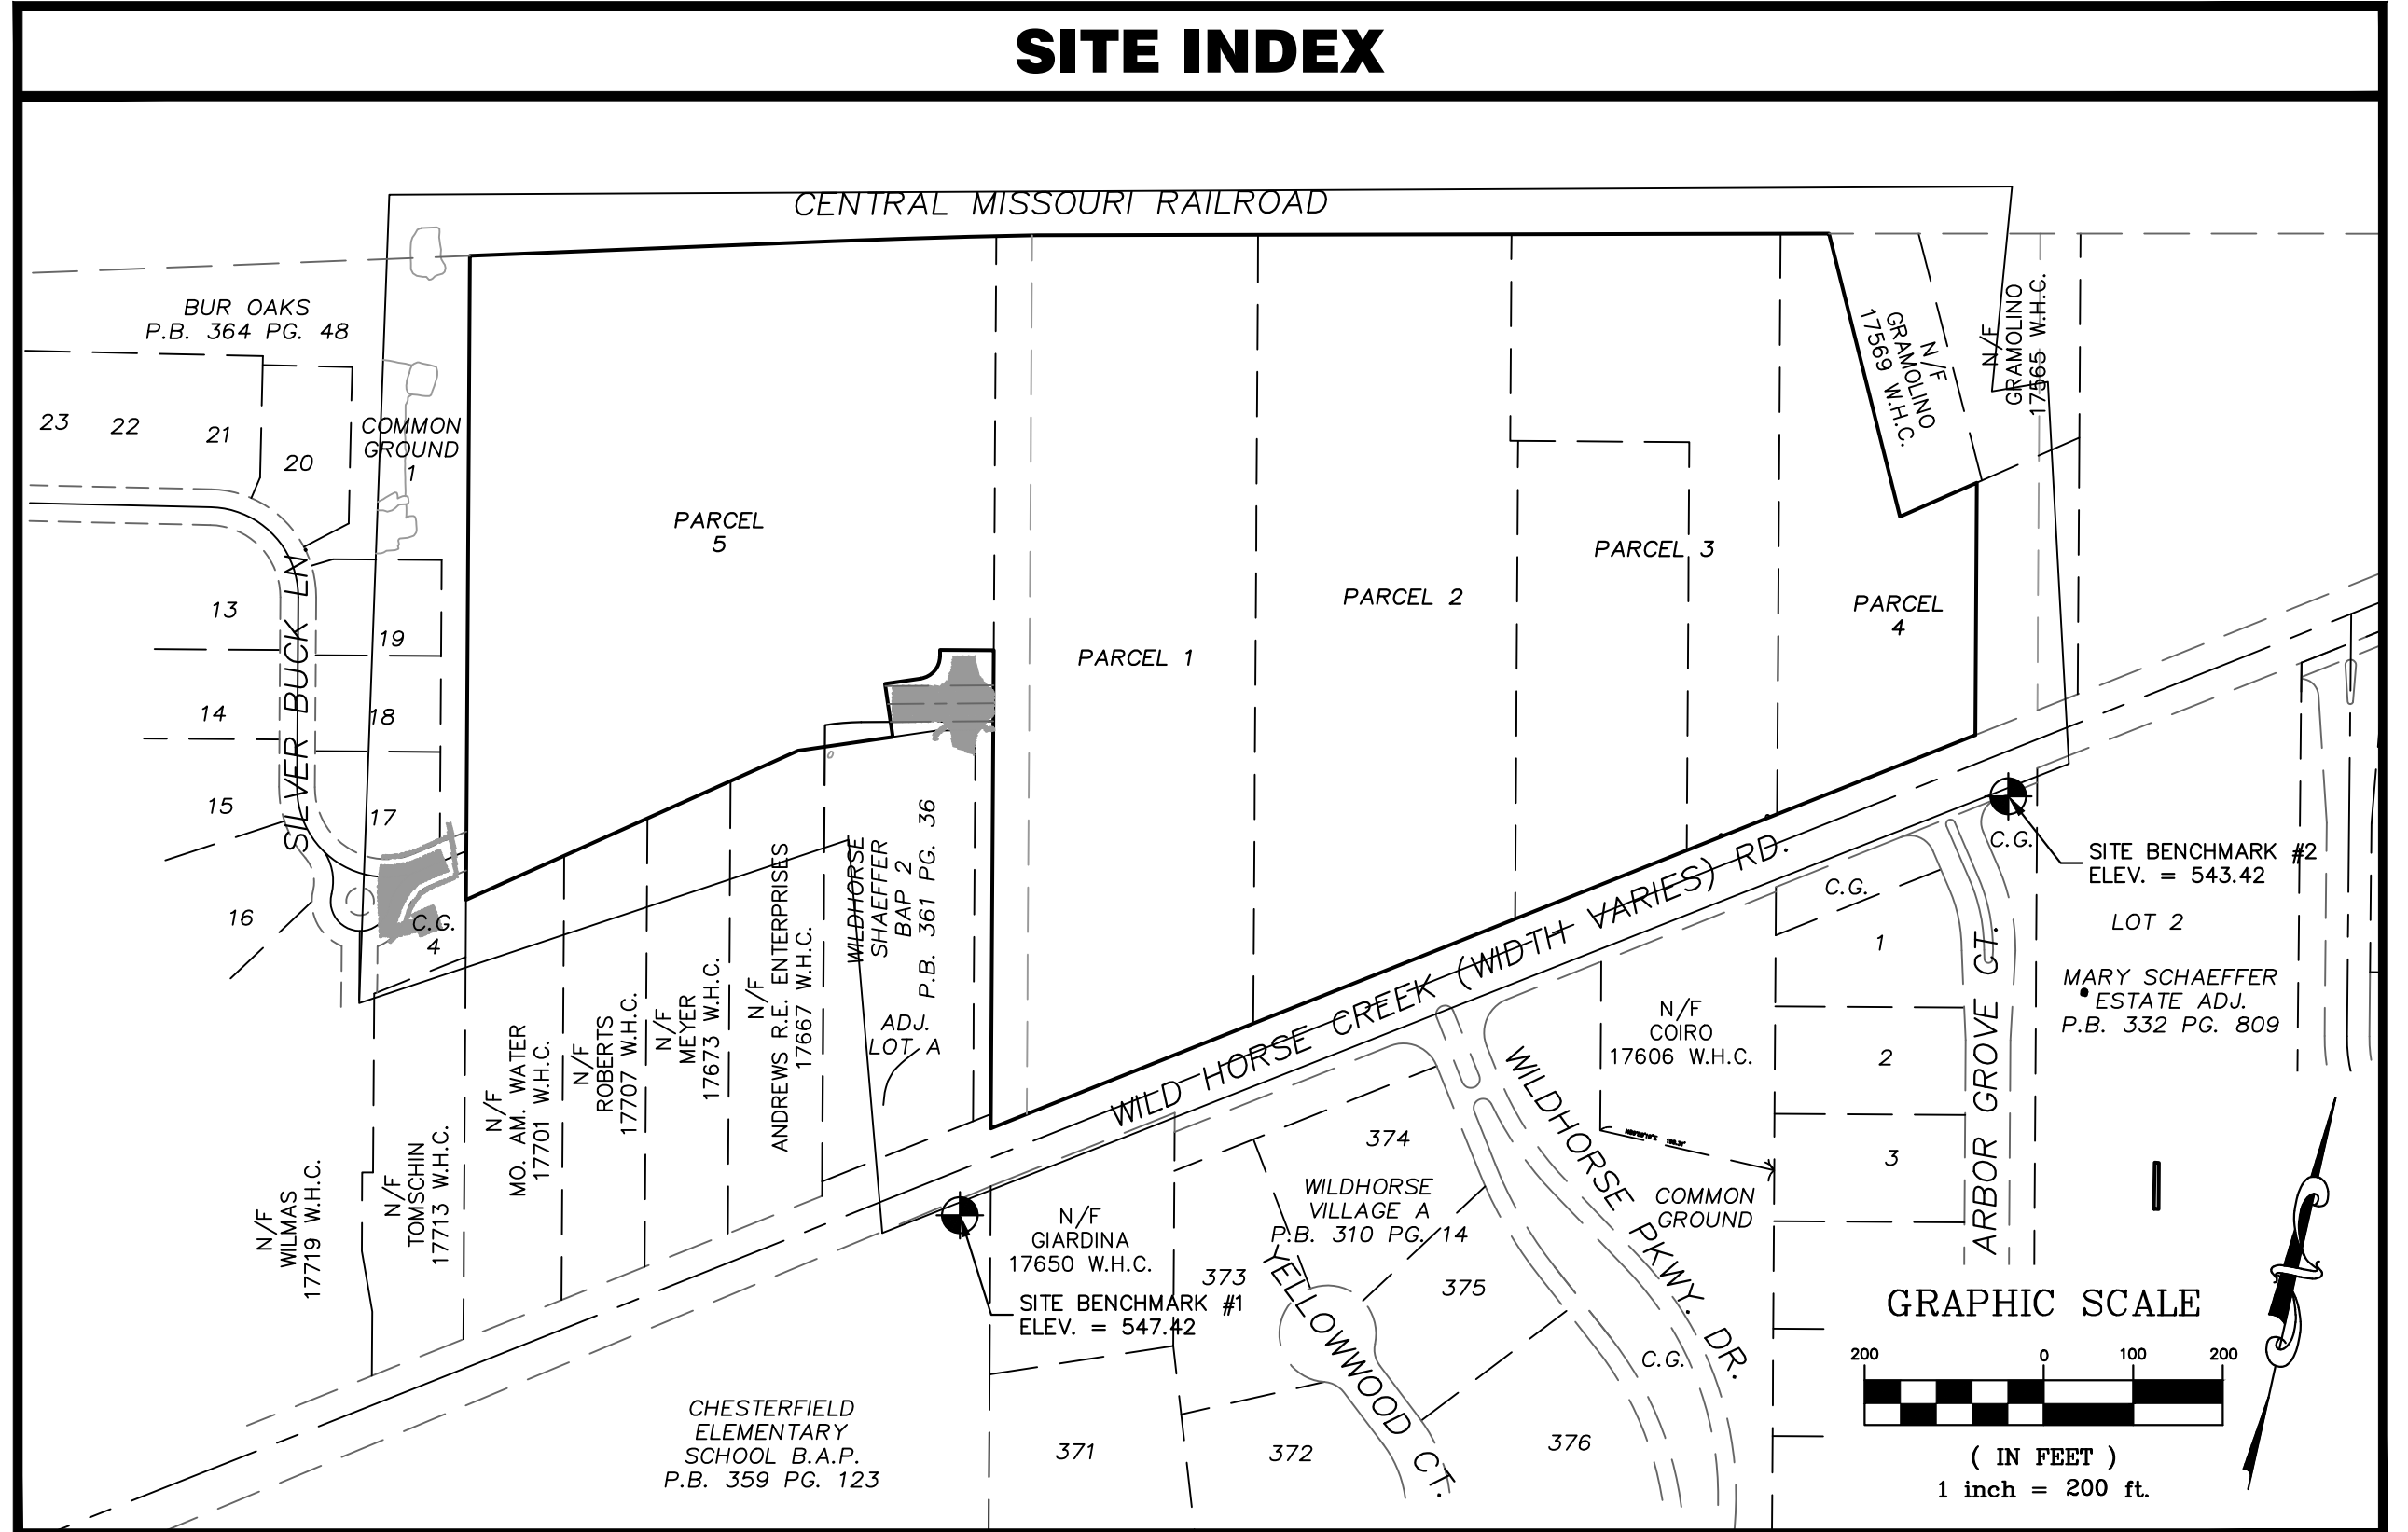 SITE INDEX
CENTRAL MISSOURI RAILROAD
BUR OAKS
P.B. 364 PG. 48
23
22
21
20
COMMON
GROUND
1
N/F
GRAMOLINO
17569 W.H.C.
N/F
GRAMOLINO
17565 W.H.C.
PARCEL
5
PARCEL 3
PARCEL 2
PARCEL
4
PARCEL 1
SILVER BUCK LN.
13
19
14
18
15
17
16
C.G.
4
WILDHORSE
SHAEFFER
BAP 2
P.B. 361 PG. 36
ADJ.
LOT A
N/F
ANDREWS R.E. ENTERPRISES
17667 W.H.C.
N/F
MEYER
17673 W.H.C.
N/F
ROBERTS
17707 W.H.C.
N/F
MO. AM. WATER
17701 W.H.C.
N/F
TOMSCHIN
17713 W.H.C.
N/F
WILMAS
17719 W.H.C.
WILD HORSE CREEK (WIDTH VARIES) RD.
C.G.
SITE BENCHMARK #2
ELEV. = 543.42
C.G.
LOT 2
1
MARY SCHAEFFER
ESTATE ADJ.
P.B. 332 PG. 809
N/F
COIRO
17606 W.H.C.
2
3
ARBOR GROVE CT.
WILDHORSE PKWY. DR.
COMMON
GROUND
374
WILDHORSE
VILLAGE A
P.B. 310 PG. 14
N/F
GIARDINA
17650 W.H.C.
373
375
SITE BENCHMARK #1
ELEV. = 547.42
YELLOWWOOD CT.
C.G.
CHESTERFIELD
ELEMENTARY
SCHOOL B.A.P.
P.B. 359 PG. 123
371
372
376
GRAPHIC SCALE
200 0 100 200
( IN FEET )
1 inch = 200 ft.